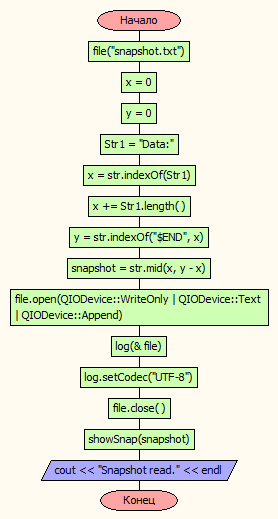 Начало
file("snapshot.txt")
x = 0
y = 0
Str1 = "Data:"
x = str.indexOf(Str1)
x += Str1.length( )
y = str.indexOf("$END", x)
snapshot = str.mid(x, y - x)
file.open(QIODevice::WriteOnly | QIODevice::Text
| QIODevice::Append)
log(& file)
log.setCodec("UTF-8")
file.close( )
showSnap(snapshot)
cout << "Snapshot read." << endl
Конец